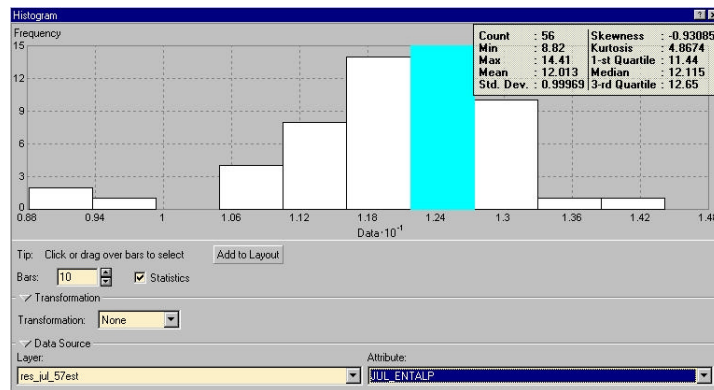 Histogram
Frequency
15
12
9
6
3
0
0.88 0.94 1 1.06 1.12 1.18 1.24 1.3 1.36 1.42 1.48
Data·10⁻¹
Count : 56 Skewness : -0.93085
Min : 8.82 Kurtosis : 4.8674
Max : 14.41 1-st Quartile : 11.44
Mean : 12.013 Median : 12.115
Std. Dev. : 0.99969 3-rd Quartile : 12.65
Tip: Click or drag over bars to select Add to Layout
Bars: 10 Statistics
Transformation
Transformation: None
Data Source
Layer: Attribute:
res_jul_57est JUL_ENTALP